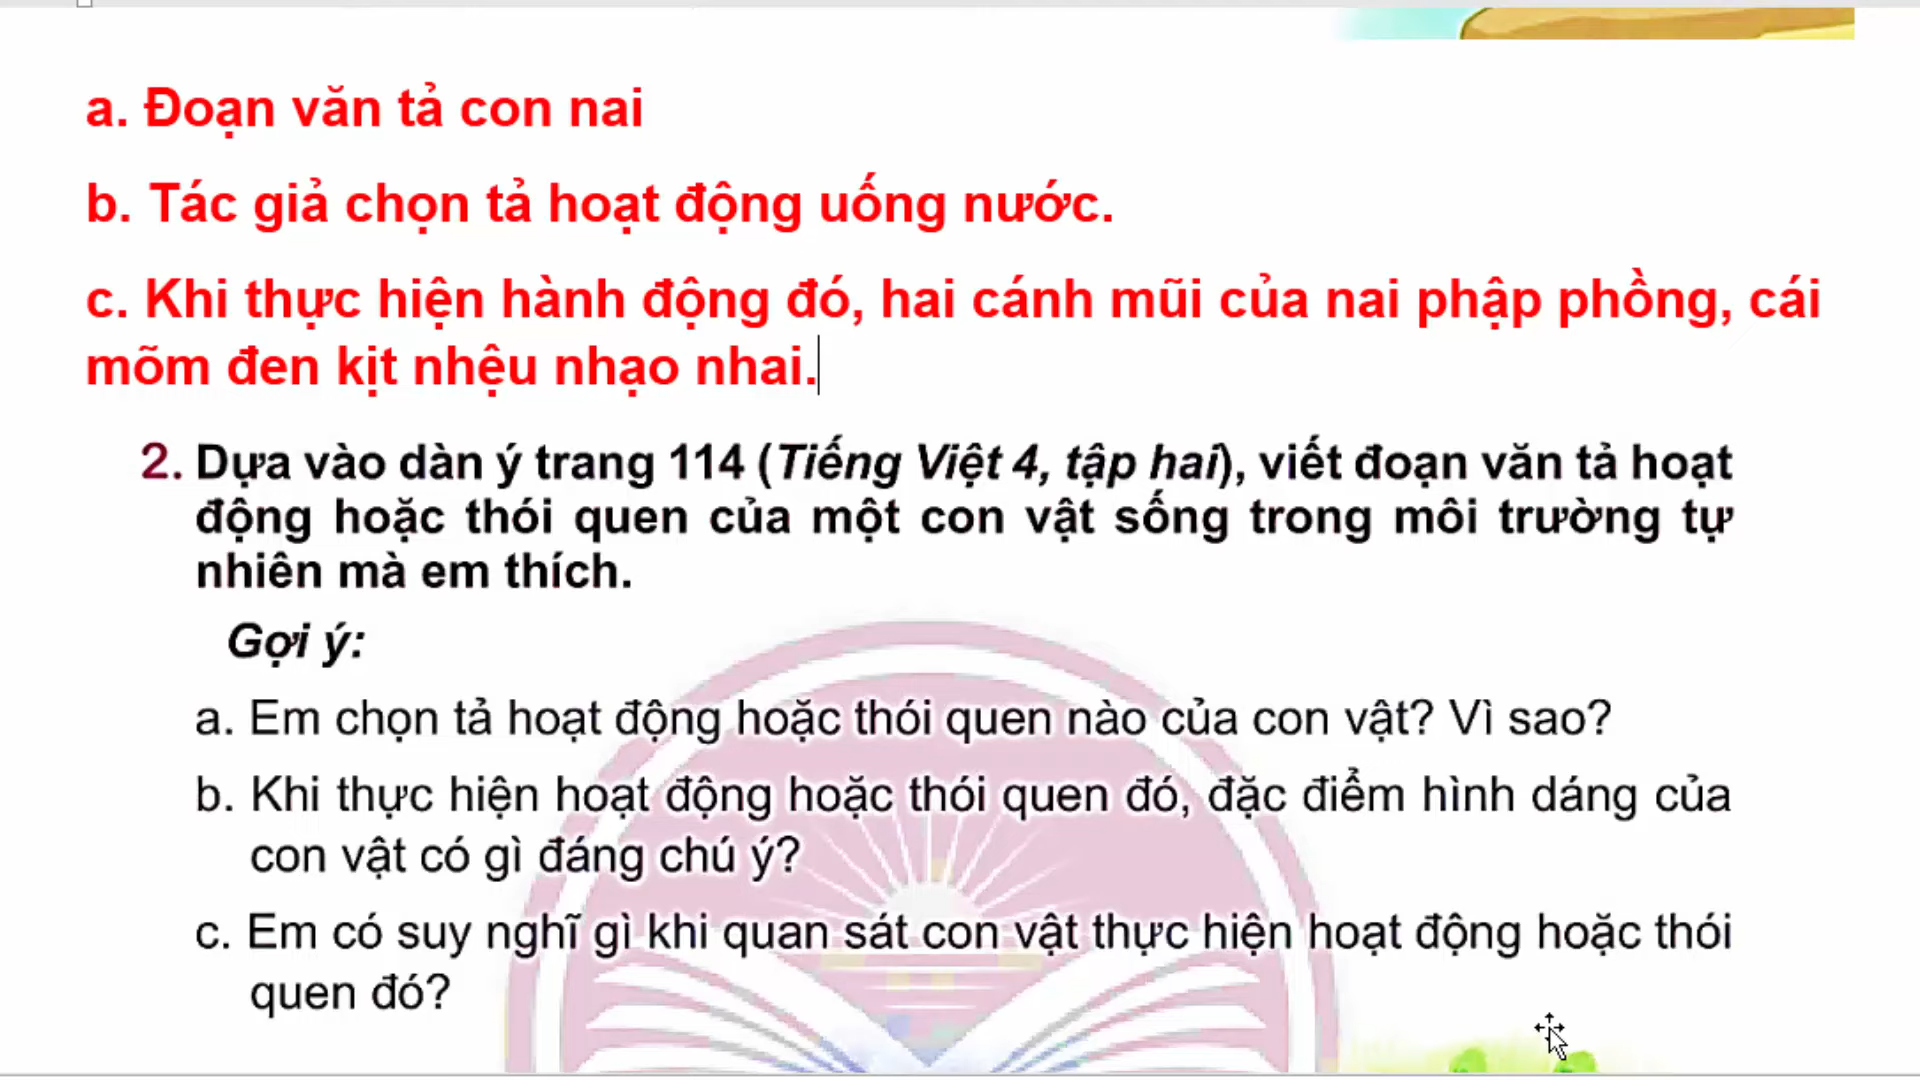 a. Đoạn văn tả con nai
b. Tác giả chọn tả hoạt động uống nước.
c. Khi thực hiện hành động đó, hai cánh mũi của nai phập phồng, cái
mõm đen kịt nhệu nhạo nhai.
2. Dựa vào dàn ý trang 114 (Tiếng Việt 4, tập hai), viết đoạn văn tả hoạt
động hoặc thói quen của một con vật sống trong môi trường tự
nhiên mà em thích.
Gợi ý:
a. Em chọn tả hoạt động hoặc thói quen nào của con vật? Vì sao?
b. Khi thực hiện hoạt động hoặc thói quen đó, đặc điểm hình dáng của
con vật có gì đáng chú ý?
c. Em có suy nghĩ gì khi quan sát con vật thực hiện hoạt động hoặc thói
quen đó?